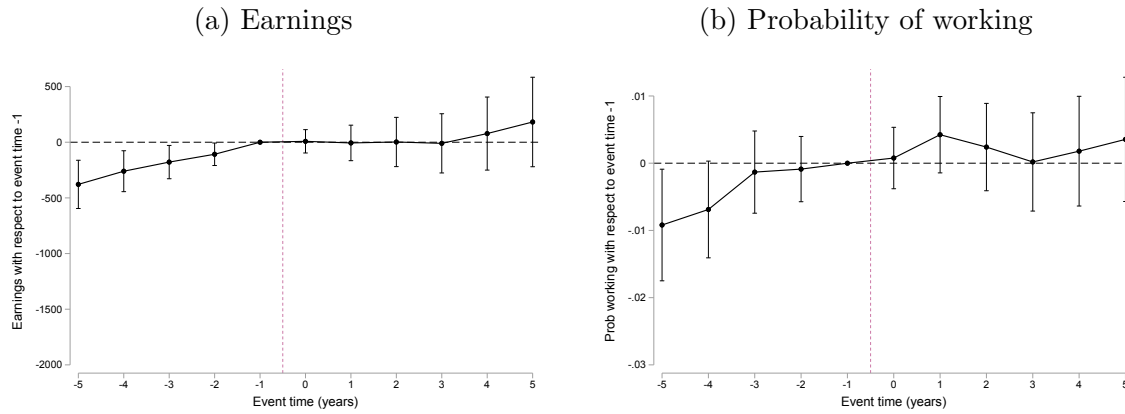 (a) Earnings
Earnings with respect to event time -1
500
0
-500
-1000
-2000
-5 -4 -3 -2 -1 0 1 2 3 4 5
Event time (years)
(b) Probability of working
Prob working with respect to event time -1
.01
0
-.01
-.02
-.03
-5 -4 -3 -2 -1 0 1 2 3 4 5
Event time (years)